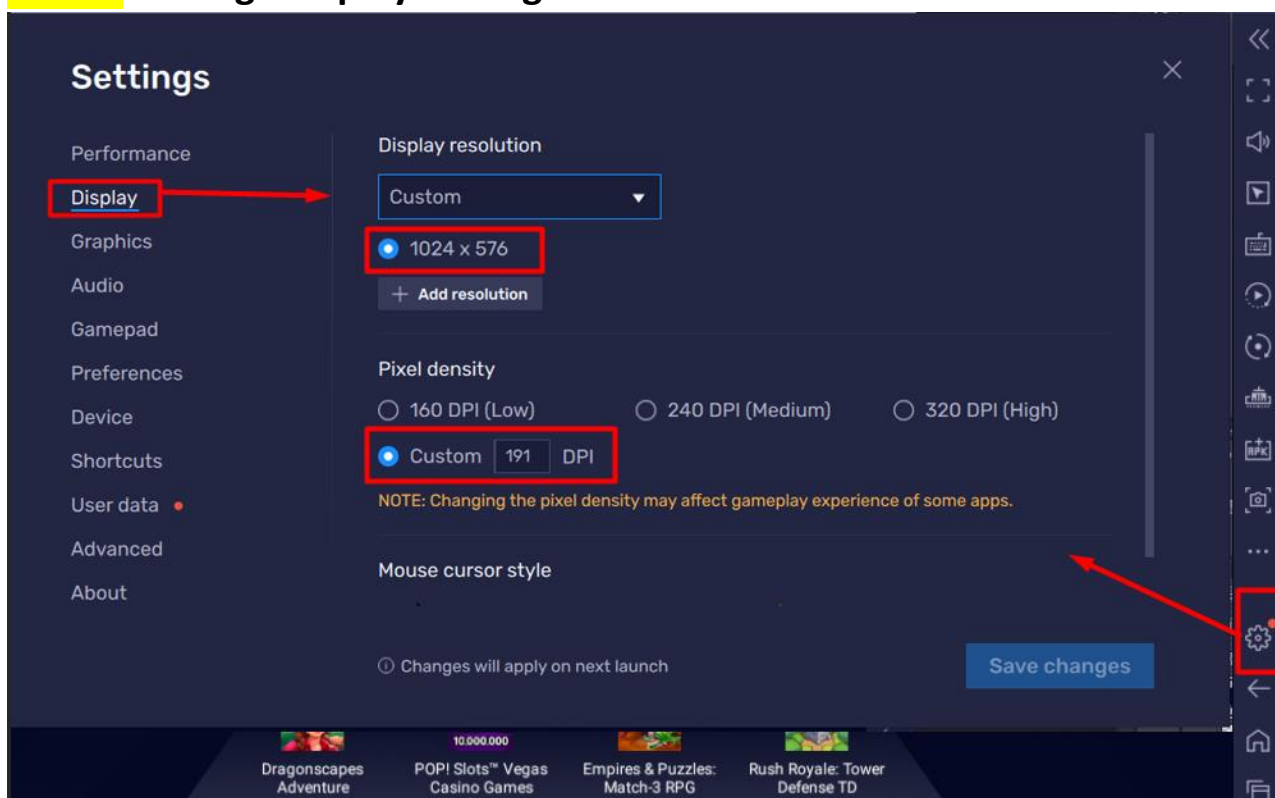 Settings
Performance
Display
Graphics
Audio
Gamepad
Preferences
Device
Shortcuts
User data
Advanced
About
Display resolution
Custom
1024 x 576
+ Add resolution
Pixel density
160 DPI (Low) 240 DPI (Medium) 320 DPI (High)
Custom 191 DPI
NOTE: Changing the pixel density may affect gameplay experience of some apps.
Mouse cursor style
Changes will apply on next launch
Save changes
10.000.000
Dragonscapes Adventure
POP! Slots™ Vegas Casino Games
Empires & Puzzles: Match-3 RPG
Rush Royale: Tower Defense TD